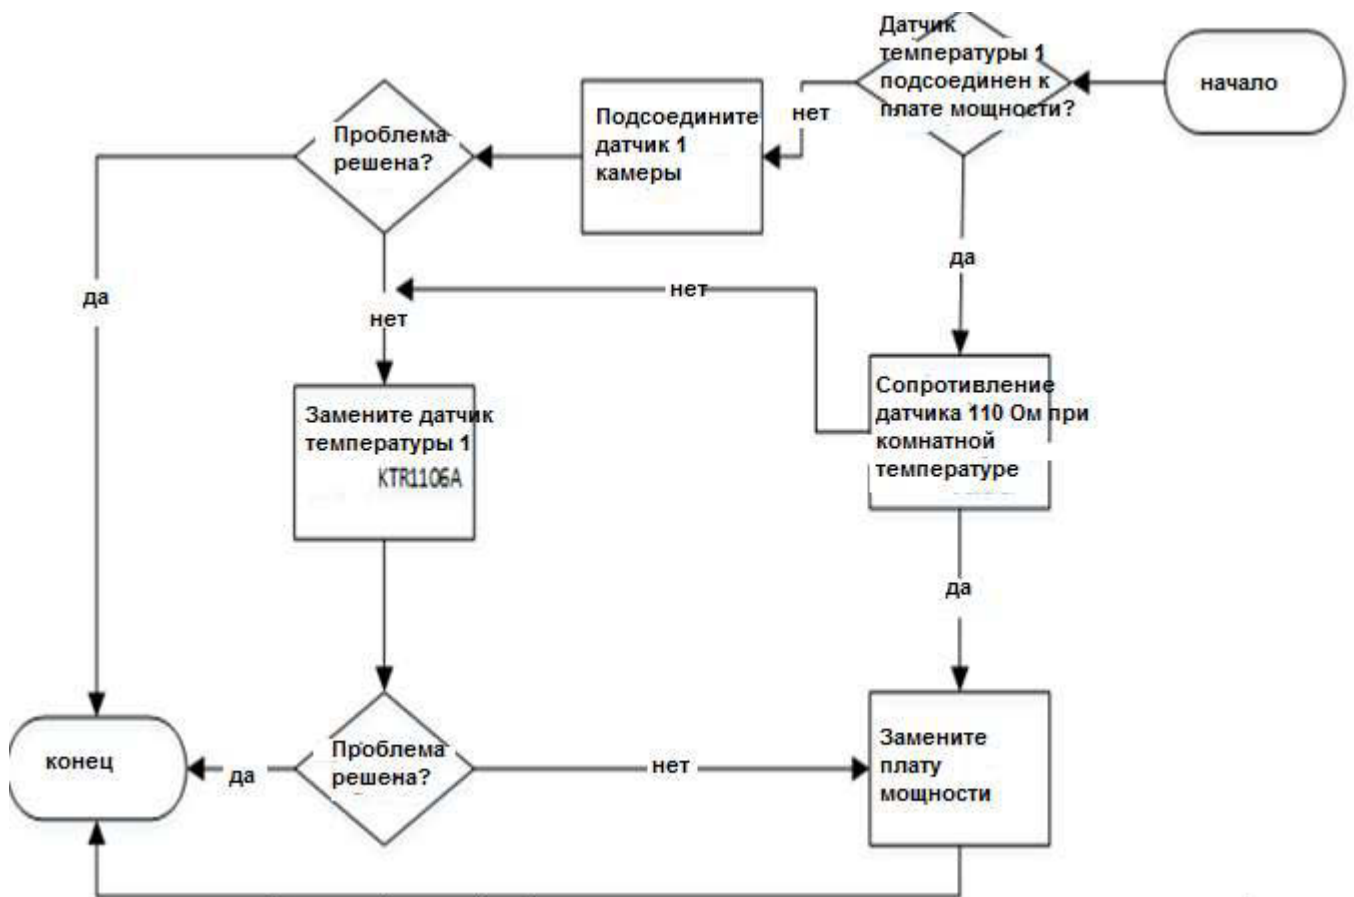 начало
Датчик
температуры 1
подсоединен к
плате мощности?
нет
Подсоедините
датчик 1
камеры
Проблема
решена?
да
нет
да
нет
Сопротивление
датчика 110 Ом при
комнатной
температуре
Замените датчик
температуры 1
KTR1106A
да
Проблема
решена?
да
нет
Замените
плату
мощности
конец